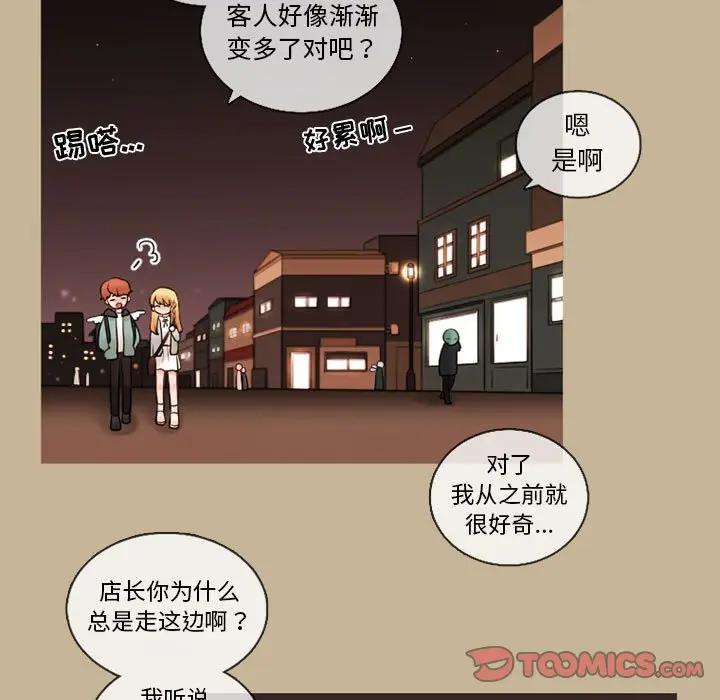 客人好像渐渐
变多了对吧？
踢嗒...
好累啊－
嗯
是啊
对了
我从之前就
很好奇...
店长你为什么
总是走这边啊？
TOOMICS.COM
我听说